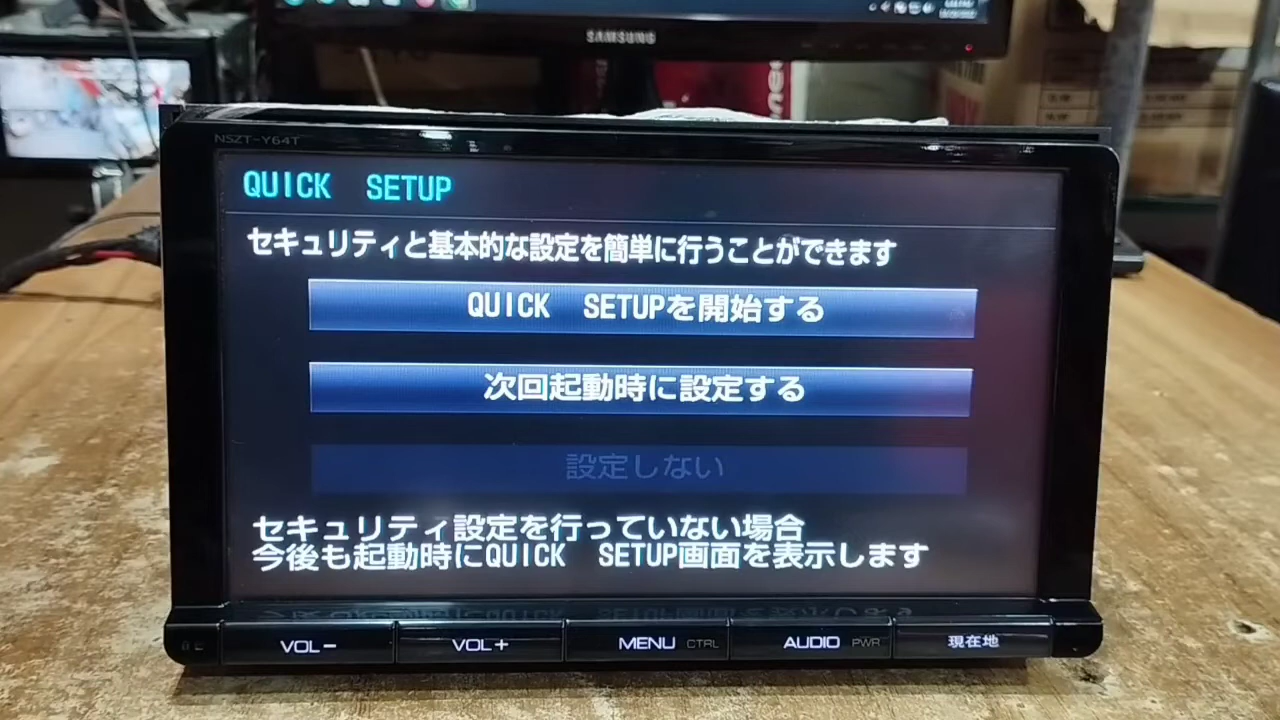 SAMSUNG
NSZT-Y64T
QUICK SETUP
セキュリティと基本的な設定を簡単に行うことができます
QUICK SETUPを開始する
次回起動時に設定する
設定しない
セキュリティ設定を行っていない場合
今後も起動時にQUICK SETUP画面を表示します
VOL− VOL+ MENU CTRL AUDIO PWR 現在地